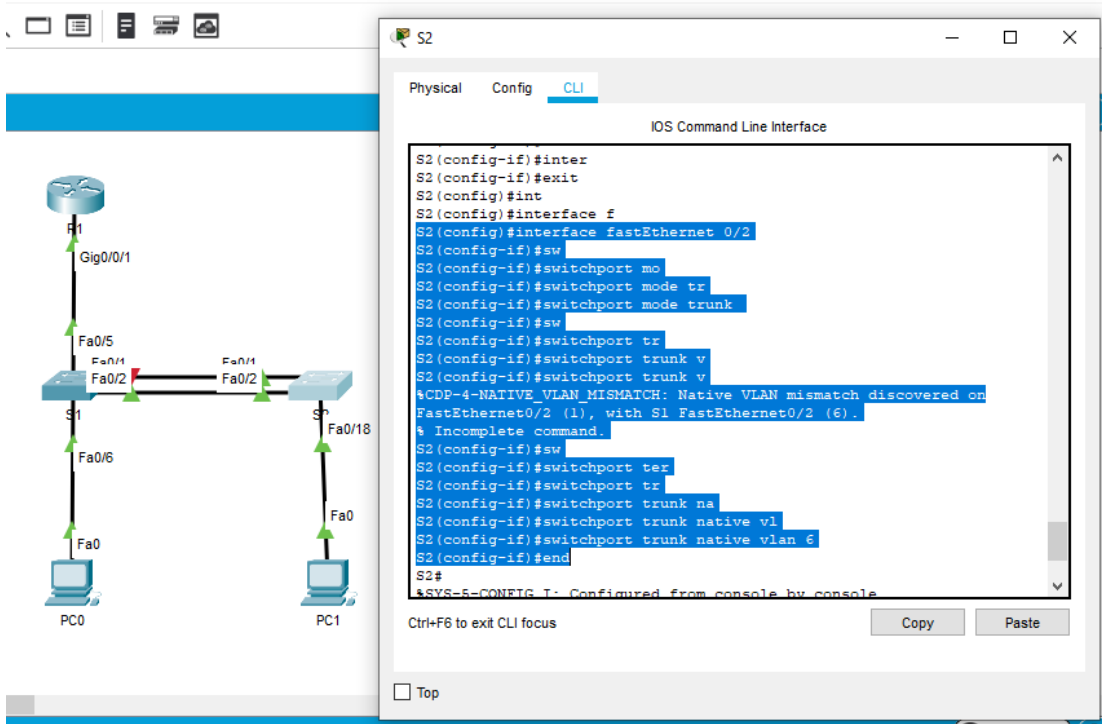 S2
Physical Config CLI
IOS Command Line Interface
S2(config-if)#inter
S2(config-if)#exit
S2(config)#int
S2(config)#interface f
S2(config)#interface fastEthernet 0/2
S2(config-if)#sw
S2(config-if)#switchport mo
S2(config-if)#switchport mode tr
S2(config-if)#switchport mode trunk
S2(config-if)#sw
S2(config-if)#switchport tr
S2(config-if)#switchport trunk v
S2(config-if)#switchport trunk v
%CDP-4-NATIVE_VLAN_MISMATCH: Native VLAN mismatch discovered on
FastEthernet0/2 (1), with S1 FastEthernet0/2 (6).
% Incomplete command.
S2(config-if)#sw
S2(config-if)#switchport ter
S2(config-if)#switchport tr
S2(config-if)#switchport trunk na
S2(config-if)#switchport trunk native vl
S2(config-if)#switchport trunk native vlan 6
S2(config-if)#end
S2#
%SYS-5-CONFIG_I: Configured from console by console
Ctrl+F6 to exit CLI focus
Copy
Paste
Top
R1
Gig0/0/1
Fa0/5
Fa0/1
Fa0/1
Fa0/2
Fa0/2
S1
Fa0/18
Fa0/6
Fa0
Fa0
PC0
PC1